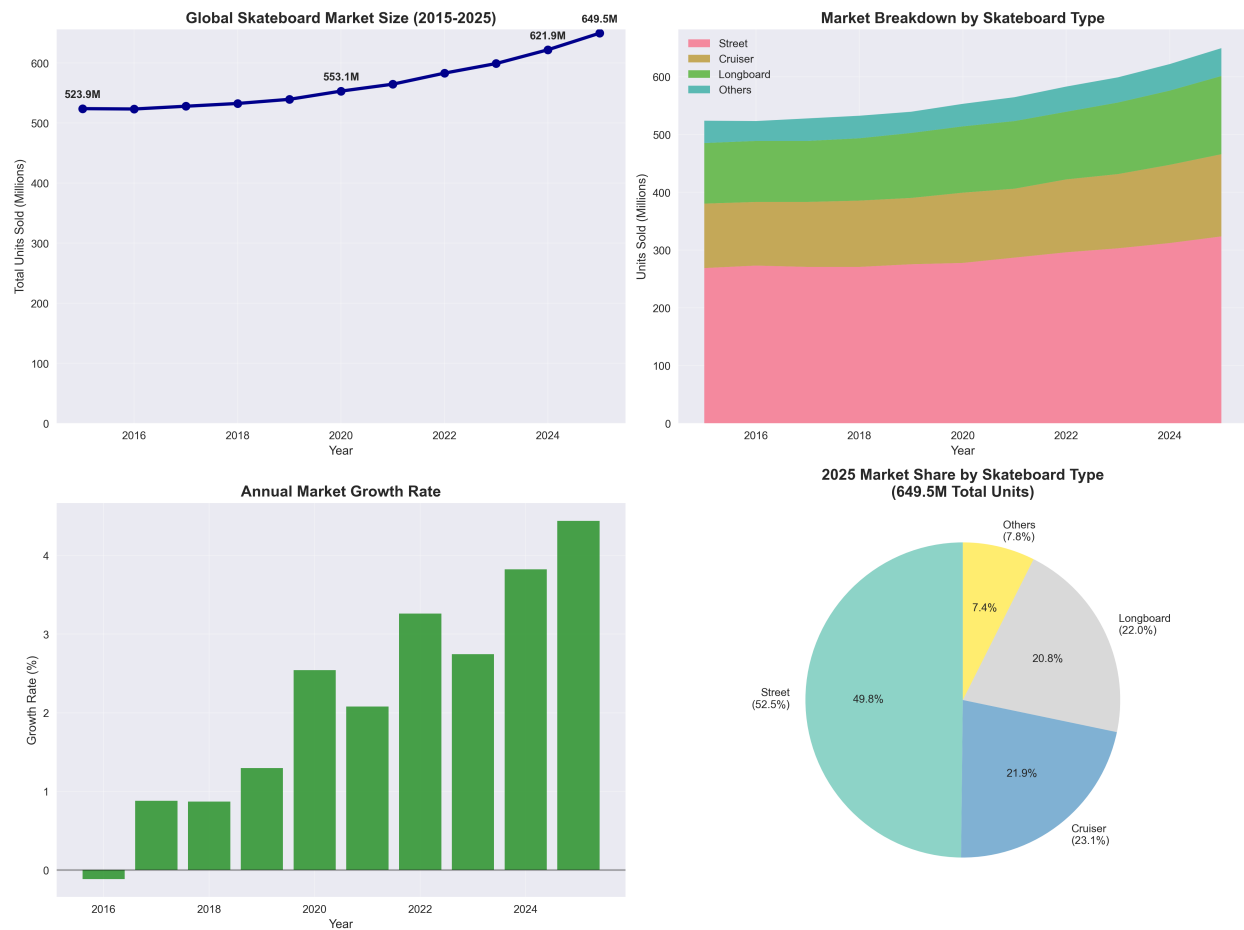 Global Skateboard Market Size (2015-2025)
649.5M
621.9M
553.1M
523.9M
600
500
400
300
200
100
0
Total Units Sold (Millions)
2016
2018
2020
2022
2024
Year
Market Breakdown by Skateboard Type
Street
Cruiser
Longboard
Others
600
500
400
300
200
100
0
Units Sold (Millions)
2016
2018
2020
2022
2024
Year
Annual Market Growth Rate
4
3
2
1
0
Growth Rate (%)
2016
2018
2020
2022
2024
Year
2025 Market Share by Skateboard Type
(649.5M Total Units)
Others
(7.8%)
7.4%
Longboard
(22.0%)
20.8%
Street
(52.5%)
49.8%
21.9%
Cruiser
(23.1%)